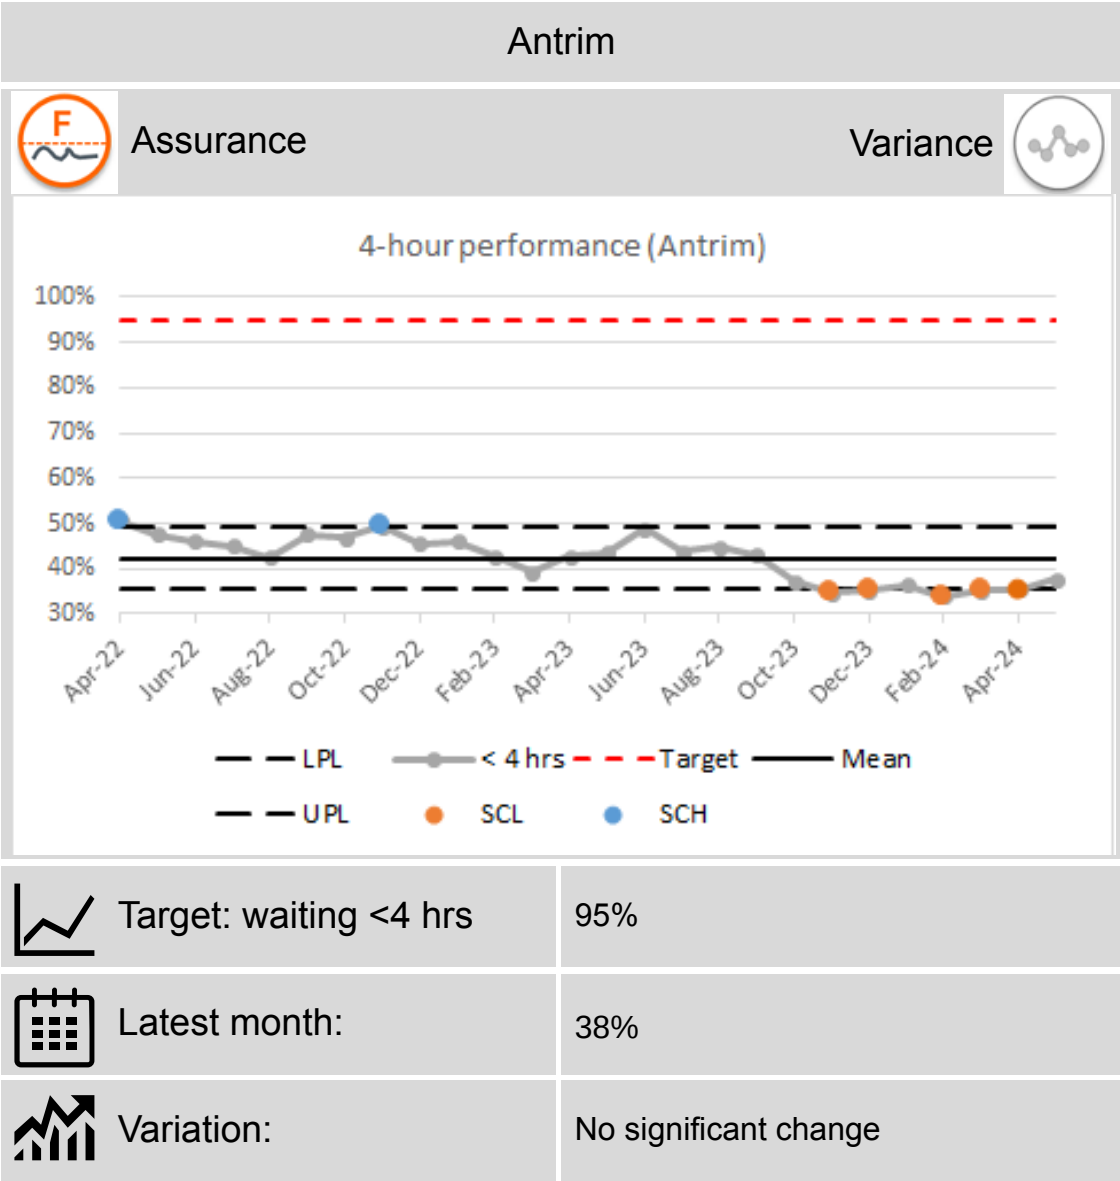 Antrim
F
Assurance
Variance
4-hour performance (Antrim)
100%
90%
80%
70%
60%
50%
40%
30%
Apr-22 Jun-22 Aug-22 Oct-22 Dec-22 Feb-23 Apr-23 Jun-23 Aug-23 Oct-23 Dec-23 Feb-24 Apr-24
LPL < 4 hrs Target Mean
UPL SCL SCH
Target: waiting <4 hrs 95%
Latest month: 38%
Variation: No significant change